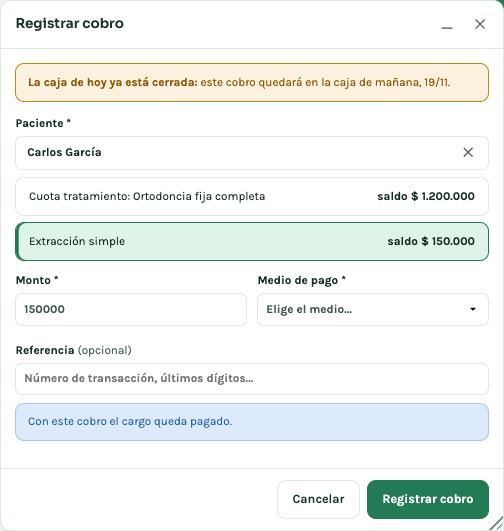 Registrar cobro
La caja de hoy ya está cerrada: este cobro quedará en la caja de mañana, 19/11.
Paciente *
Carlos García
Cuota tratamiento: Ortodoncia fija completa saldo $ 1.200.000
Extracción simple saldo $ 150.000
Monto * Medio de pago *
150000 Elige el medio...
Referencia (opcional)
Número de transacción, últimos dígitos...
Con este cobro el cargo queda pagado.
Cancelar Registrar cobro